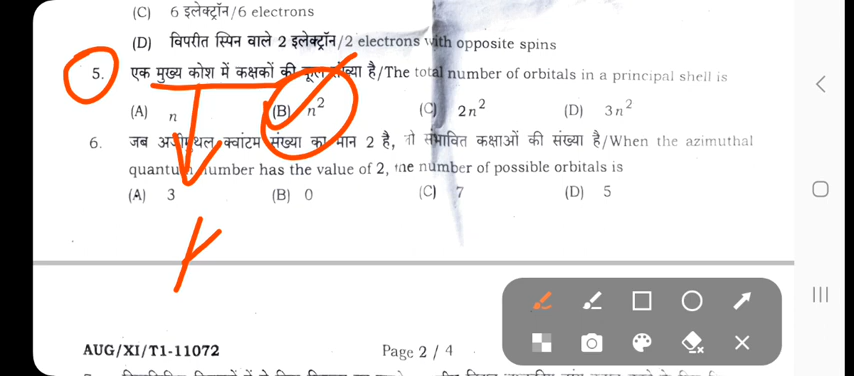 (C) 6 इलेक्ट्रॉन/6 electrons
(D) विपरीत स्पिन वाले 2 इलेक्ट्रॉन/2 electrons with opposite spins
5. एक मुख्य कोश में कक्षकों की कूल संख्या है/The total number of orbitals in a principal shell is
(A) n (B) n² (C) 2n² (D) 3n²
6. जब अजीमुथल क्वांटम संख्या का मान 2 है, तो संभावित कक्षाओं की संख्या है/When the azimuthal
quantum number has the value of 2, the number of possible orbitals is
(A) 3 (B) 0 (C) 7 (D) 5
AUG/XI/T1-11072 Page 2 / 4